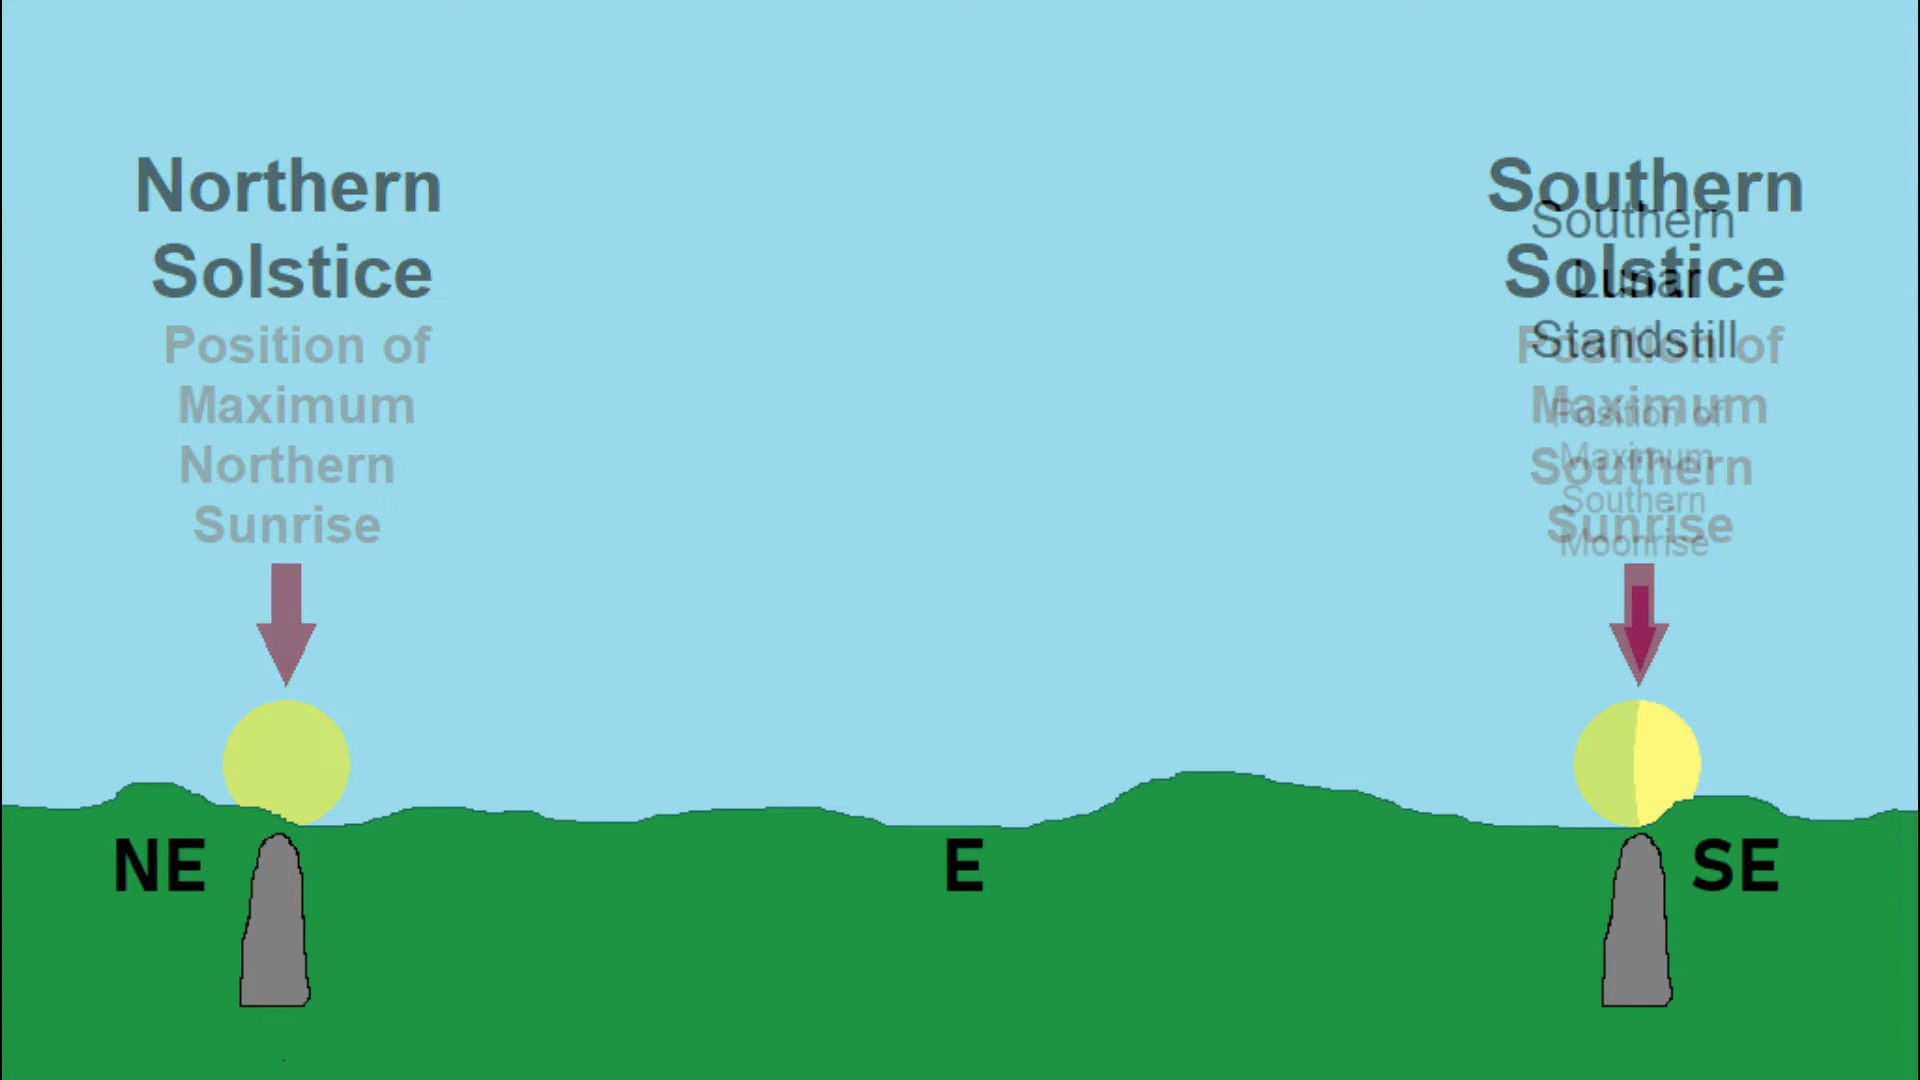 Northern
Solstice
Position of
Maximum
Northern
Sunrise
Southern
Solstice
Position of
Maximum
Southern
Sunrise
Southern
Lunar
Standstill
Position of
Maximum
Southern
Moonrise
NE
E
SE